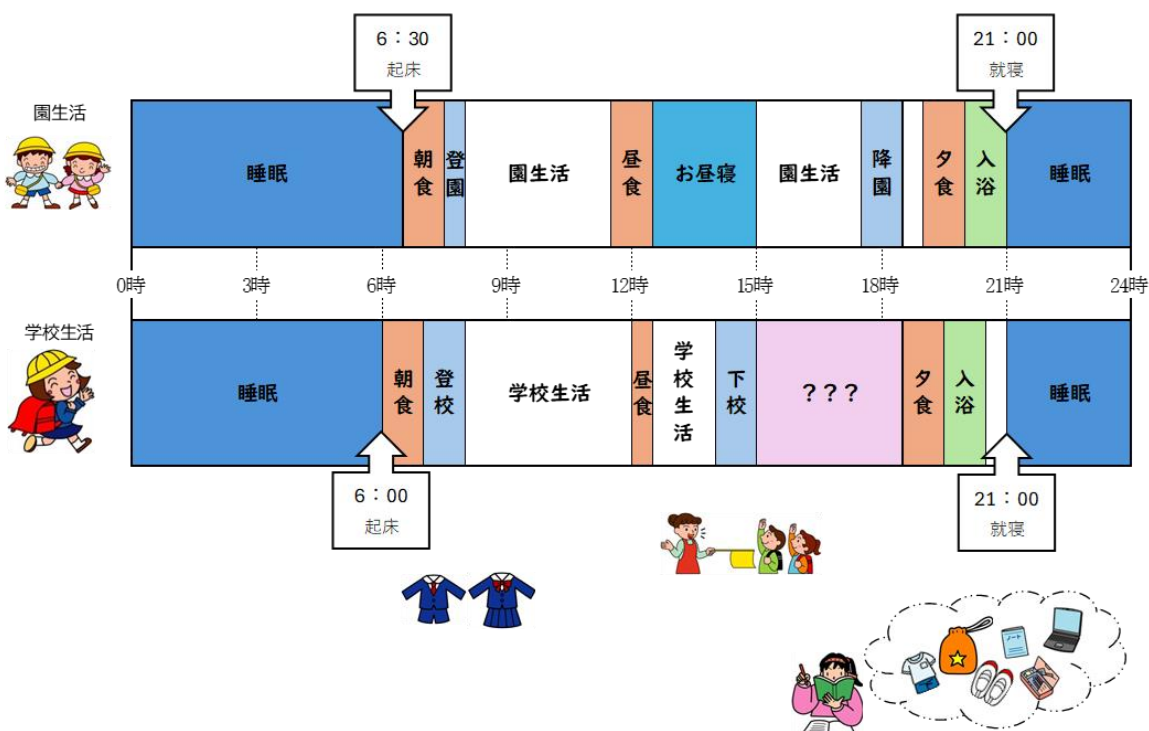 6：30
起床
21：00
就寝
園生活
睡眠
朝食
登園
園生活
昼食
お昼寝
園生活
降園
夕食
入浴
睡眠
0時
3時
6時
9時
12時
15時
18時
21時
24時
学校生活
睡眠
朝食
登校
学校生活
昼食
学校生活
下校
？？？
夕食
入浴
睡眠
6：00
起床
21：00
就寝
ノート